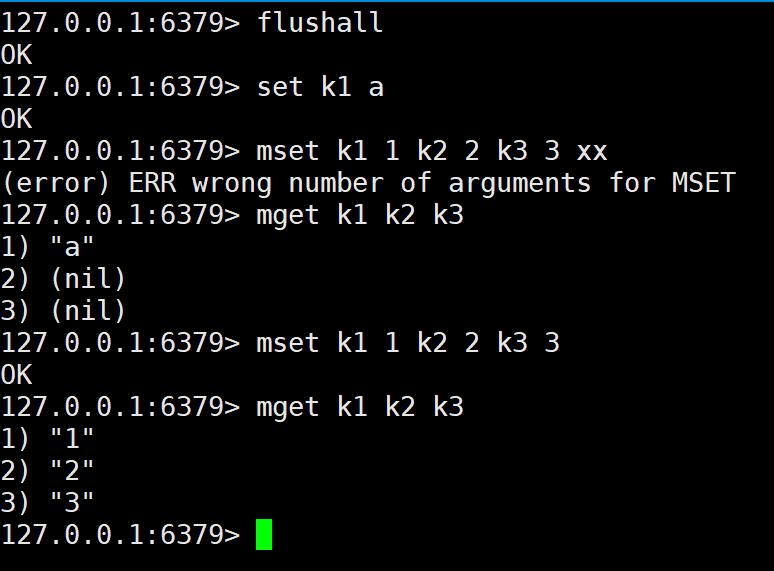 127.0.0.1:6379> flushall
OK
127.0.0.1:6379> set k1 a
OK
127.0.0.1:6379> mset k1 1 k2 2 k3 3 xx
(error) ERR wrong number of arguments for MSET
127.0.0.1:6379> mget k1 k2 k3
1) "a"
2) (nil)
3) (nil)
127.0.0.1:6379> mset k1 1 k2 2 k3 3
OK
127.0.0.1:6379> mget k1 k2 k3
1) "1"
2) "2"
3) "3"
127.0.0.1:6379>